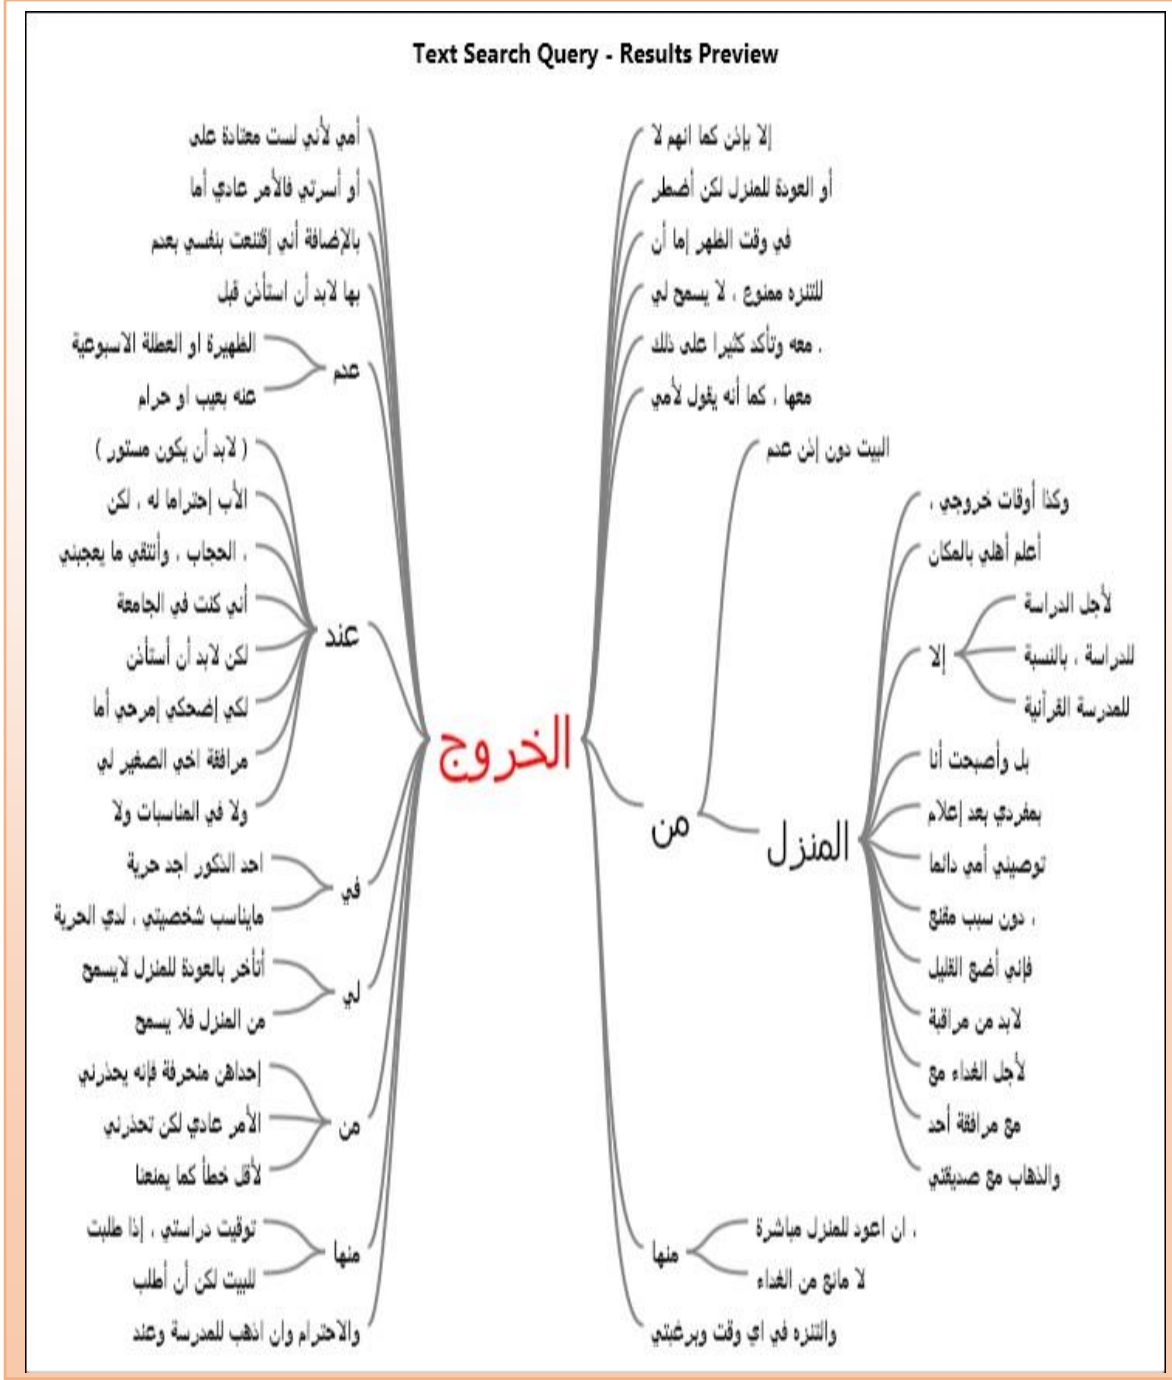 Text Search Query - Results Preview
إلا بإذن كما انهم لا
أو العودة للمنزل لكن أضطر
في وقت الظهر إما أن
للتنزه ممنوع ، لا يسمح لي
. معه وتأكد كثيرا على ذلك
معها ، كما أنه يقول لأمي
البيت دون إذن عدم
وكذا أوقات خروجي ،
أعلم أهلي بالمكان
لأجل الدراسة
للدراسة ، بالنسبة
إلا
للمدرسة القرآنية
بل وأصبحت أنا
بمفردي بعد إعلام
من
المنزل
توصيني أمي دائما
، دون سبب مقنع
فإني أضع القليل
لابد من مراقبة
لأجل الغداء مع
مع مرافقة أحد
والذهاب مع صديقتي
، ان اعود للمنزل مباشرة
منها
لا مانع من الغداء
والتنزه في اي وقت وبرغبتي
الخروج
أمي لأني لست معتادة على
أو أسرتي فالأمر عادي أما
بالإضافة أني إقتنعت بنفسي بعدم
بها لابد أن استأذن قبل
عدم
الظهيرة او العطلة الاسبوعية
عنه بعيب او حرام
( لابد أن يكون مستور )
الأب إحتراما له ، لكن
، الحجاب ، وأنتقي ما يعجبني
أني كنت في الجامعة
عند
لكن لابد أن أستأذن
لكي إضحكي إمرحي أما
مرافقة اخي الصغير لي
ولا في المناسبات ولا
احد الذكور اجد حرية
في
مايناسب شخصيتي ، لدي الحرية
أتأخر بالعودة للمنزل لايسمح
لي
من المنزل فلا يسمح
إحداهن منحرفة فإنه يحذرني
من
الأمر عادي لكن تحذرني
لأقل خطأ كما يمنعنا
توقيت دراستي ، إذا طلبت
منها
للبيت لكن أن أطلب
والاحترام وان اذهب للمدرسة وعند